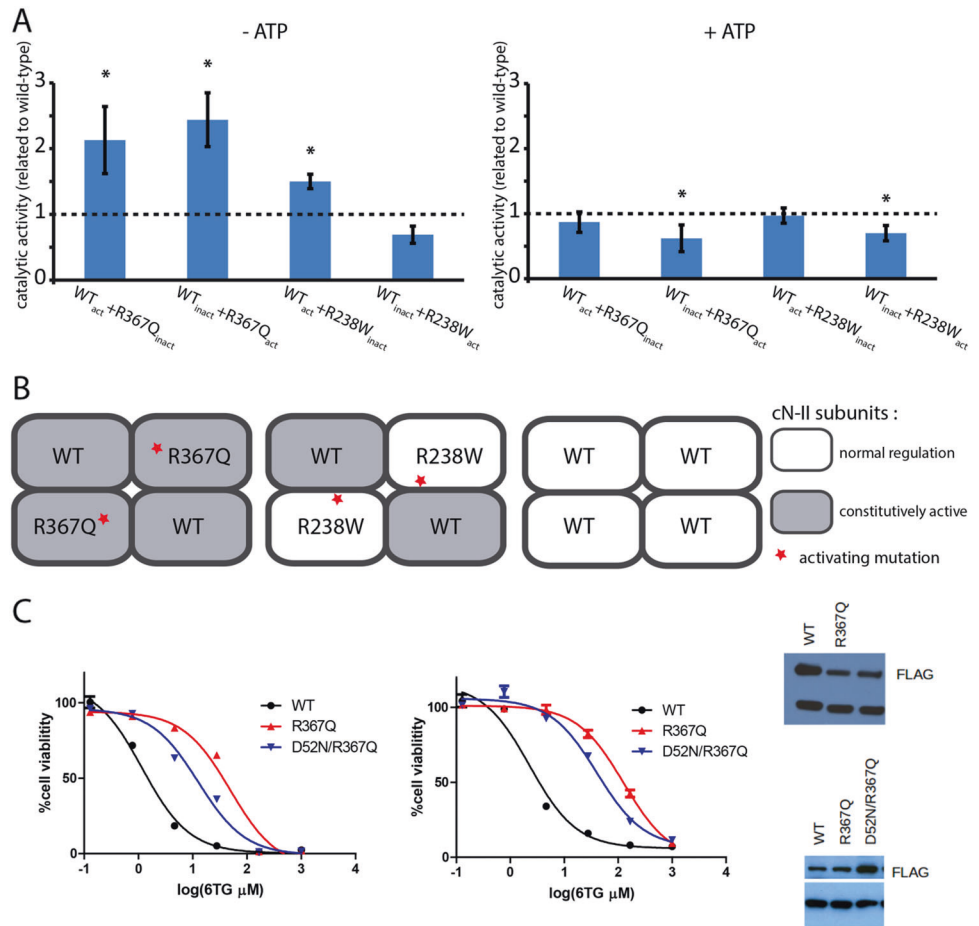 A
- ATP
+ ATP
catalytic activity (related to wild-type)
3
2
1
0
*
*
*
WTact+R367Qinact
WTinact+R367Qact
WTact+R238Winact
WTinact+R238Wact
catalytic activity (related to wild-type)
3
2
1
0
*
*
WTact+R367Qinact
WTinact+R367Qact
WTact+R238Winact
WTinact+R238Wact
B
WT
R367Q
R367Q
WT
WT
R238W
R238W
WT
WT
WT
WT
WT
cN-II subunits :
normal regulation
constitutively active
activating mutation
C
%cell viablitity
100
50
0
-1 0 1 2 3 4
log(6TG µM)
WT
R367Q
D52N/R367Q
%cell viablitity
100
50
0
-1 0 1 2 3 4
log(6TG µM)
WT
R367Q
D52N/R367Q
WT
R367Q
FLAG
WT
R367Q
D52N/R367Q
FLAG